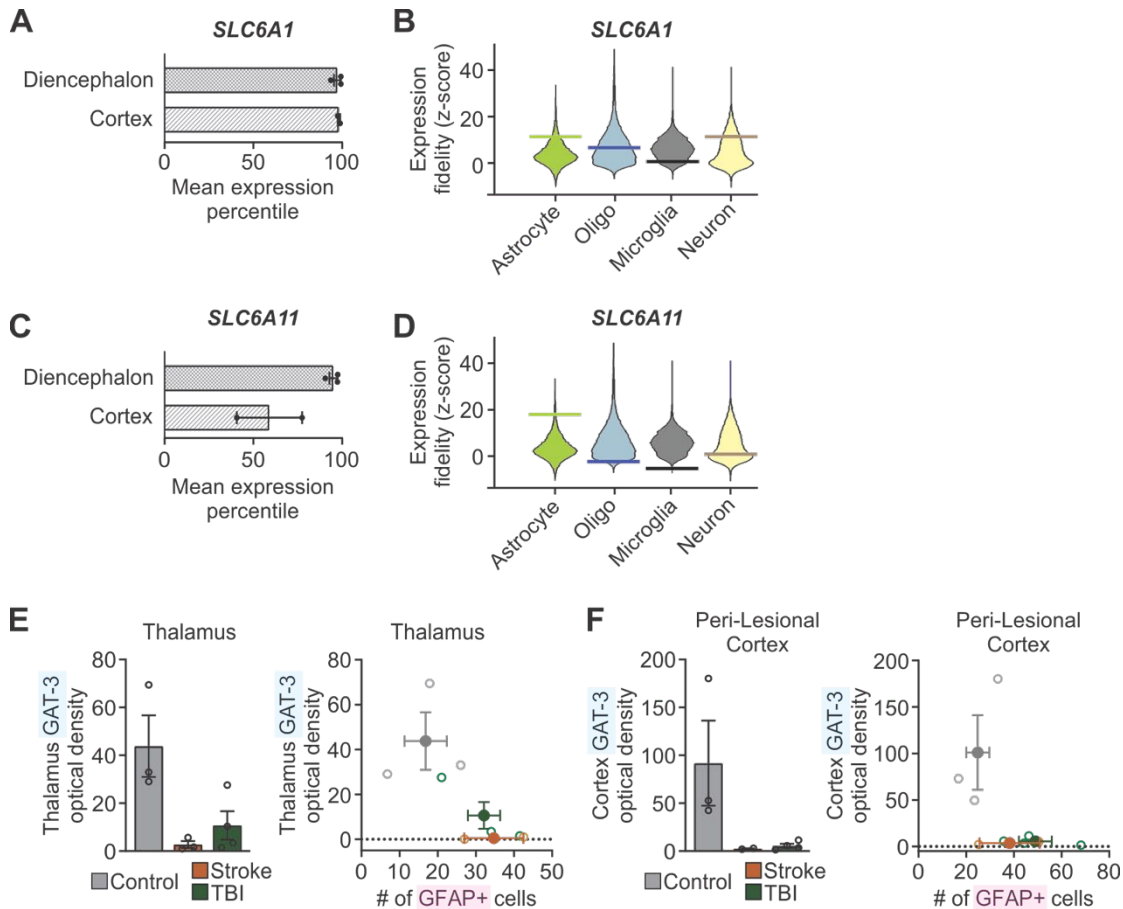 A
SLC6A1
Diencephalon
Cortex
0 50 100
Mean expression
percentile
B
SLC6A1
Expression
fidelity (z-score)
40
20
0
Astrocyte
Oligo
Microglia
Neuron
C
SLC6A11
Diencephalon
Cortex
0 50 100
Mean expression
percentile
D
SLC6A11
Expression
fidelity (z-score)
40
20
0
Astrocyte
Oligo
Microglia
Neuron
E
Thalamus
Thalamus GAT-3
optical density
80
60
40
20
0
Control
Stroke
TBI
Thalamus
Thalamus GAT-3
optical density
80
60
40
20
0
0 10 20 30 40 50
# of GFAP+ cells
F
Peri-Lesional
Cortex
Cortex GAT-3
optical density
200
150
100
50
0
Control
Stroke
TBI
Peri-Lesional
Cortex
Cortex GAT-3
optical density
200
150
100
50
0
0 20 40 60 80
# of GFAP+ cells